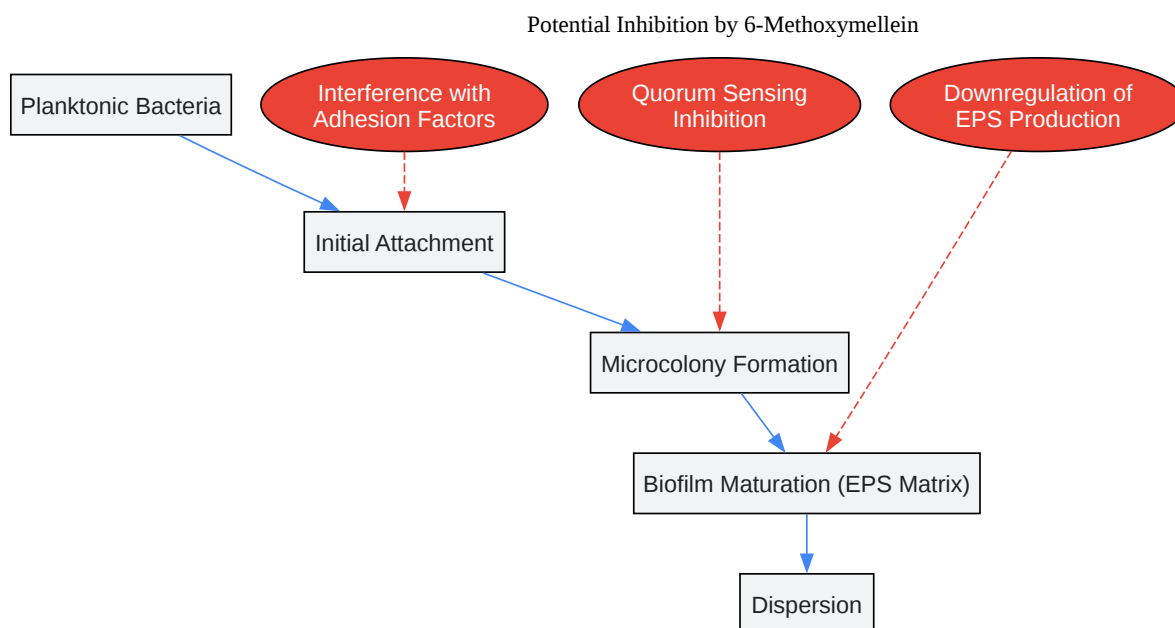 Potential Inhibition by 6-Methoxymellein
Planktonic Bacteria
Interference with
Adhesion Factors
Quorum Sensing
Inhibition
Downregulation of
EPS Production
Initial Attachment
Microcolony Formation
Biofilm Maturation (EPS Matrix)
Dispersion